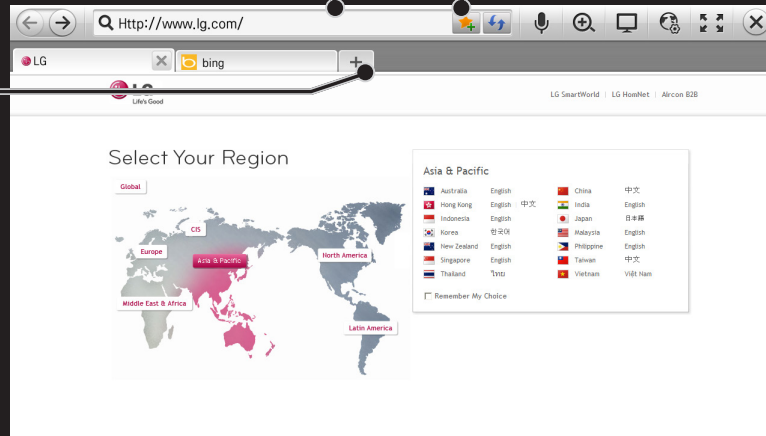 Http://www.lg.com/
LG
bing
LG
Life's Good
LG SmartWorld | LG HomNet | Aircon B2B
Select Your Region
Global
CIS
Europe
Asia & Pacific
North America
Middle East & Africa
Latin America
Asia & Pacific
Australia English China 中文
Hong Kong English | 中文 India English
Indonesia English Japan 日本語
Korea 한국어 Malaysia English
New Zealand English Philippine English
Singapore English Taiwan 中文
Thailand ไทย Vietnam Việt Nam
Remember My Choice